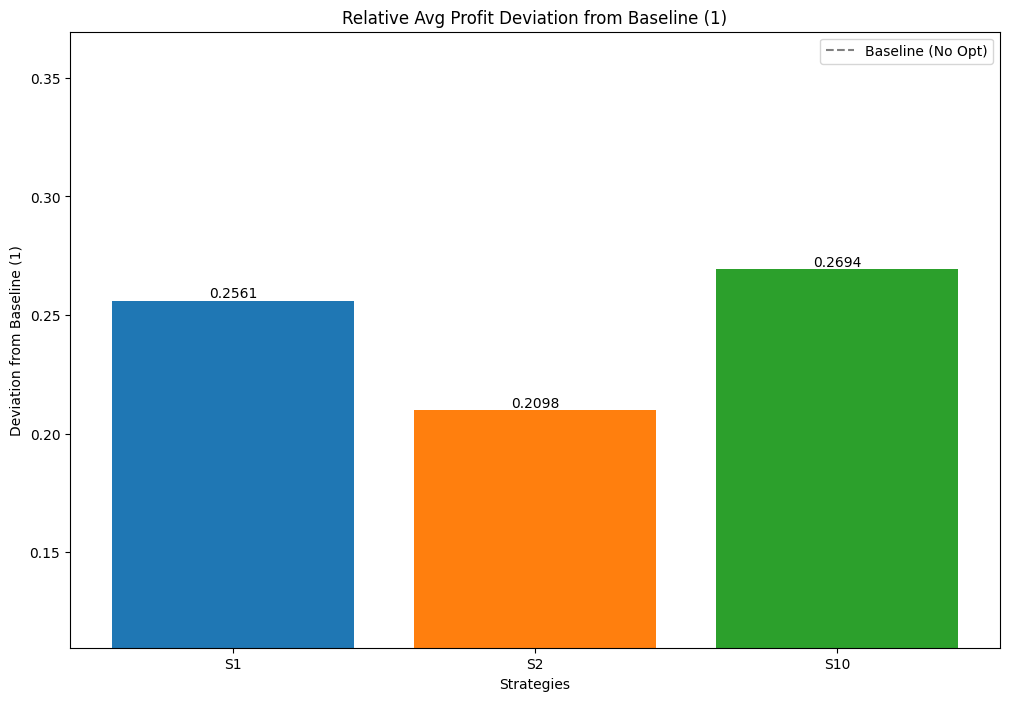 Relative Avg Profit Deviation from Baseline (1)
Baseline (No Opt)
Deviation from Baseline (1)
0.35
0.30
0.25
0.20
0.15
0.2561
0.2098
0.2694
S1
S2
S10
Strategies